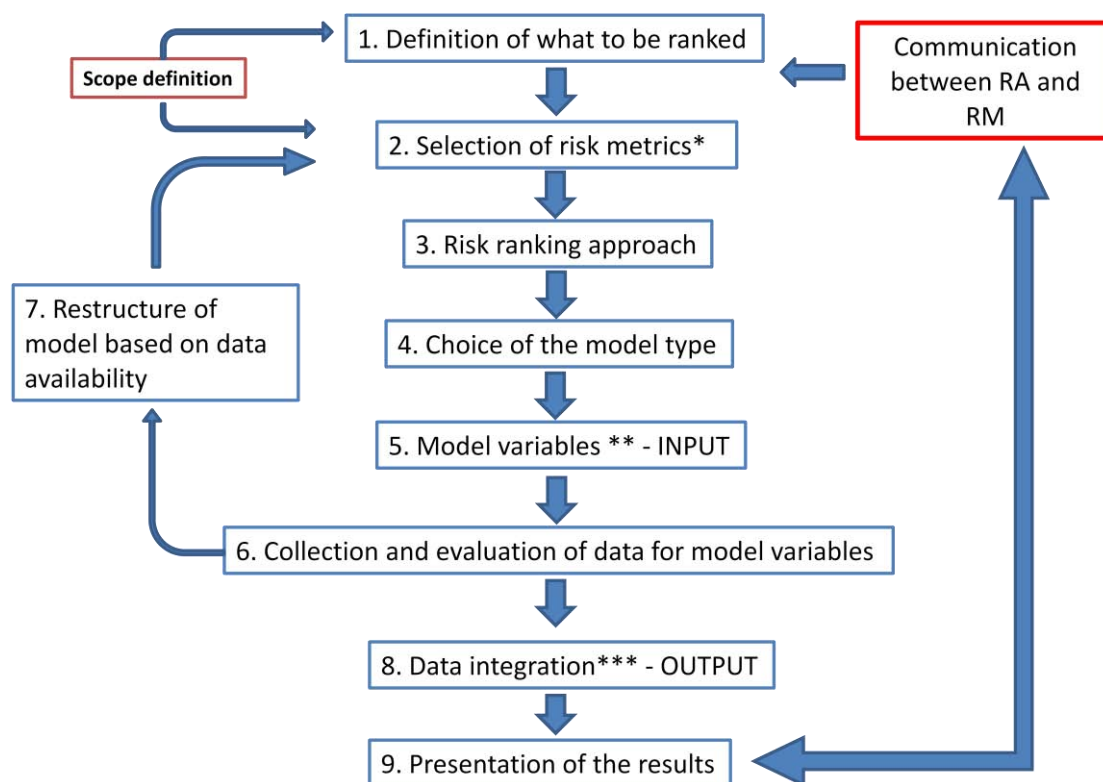 1. Definition of what to be ranked
Scope definition
Communication
between RA and
RM
2. Selection of risk metrics*
3. Risk ranking approach
7. Restructure of
model based on data
availability
4. Choice of the model type
5. Model variables ** - INPUT
6. Collection and evaluation of data for model variables
8. Data integration*** - OUTPUT
9. Presentation of the results